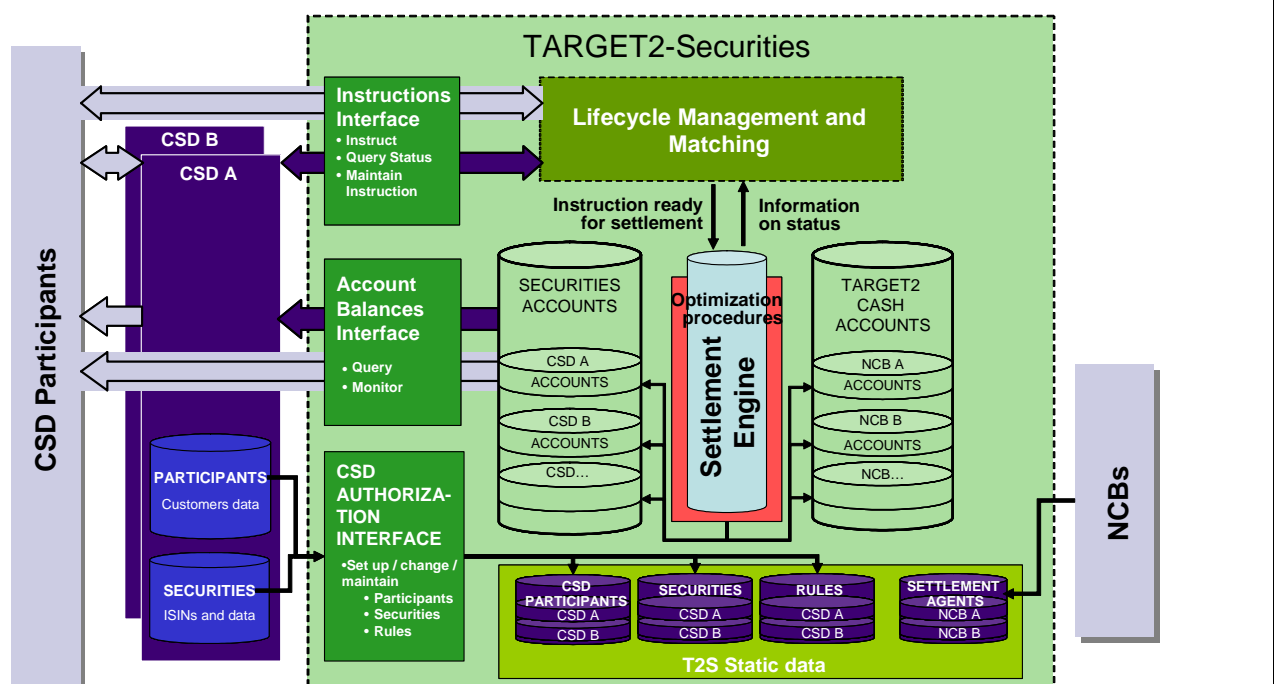 TARGET2-Securities
CSD Participants
CSD B
CSD A
Instructions
Interface
• Instruct
• Query Status
• Maintain
Instruction
Lifecycle Management and
Matching
Instruction ready
for settlement
Information
on status
Account
Balances
Interface
• Query
• Monitor
SECURITIES
ACCOUNTS
CSD A
ACCOUNTS
CSD B
ACCOUNTS
CSD…
Optimization
procedures
Settlement
Engine
TARGET2
CASH
ACCOUNTS
NCB A
ACCOUNTS
NCB B
ACCOUNTS
NCB…
NCBs
PARTICIPANTS
Customers data
SECURITIES
ISINs and data
CSD
AUTHORIZA-
TION
INTERFACE
•Set up / change /
maintain
• Participants
• Securities
• Rules
CSD
PARTICIPANTS
CSD A
CSD B
SECURITIES
CSD A
CSD B
RULES
CSD A
CSD B
SETTLEMENT
AGENTS
NCB A
NCB B
T2S Static data